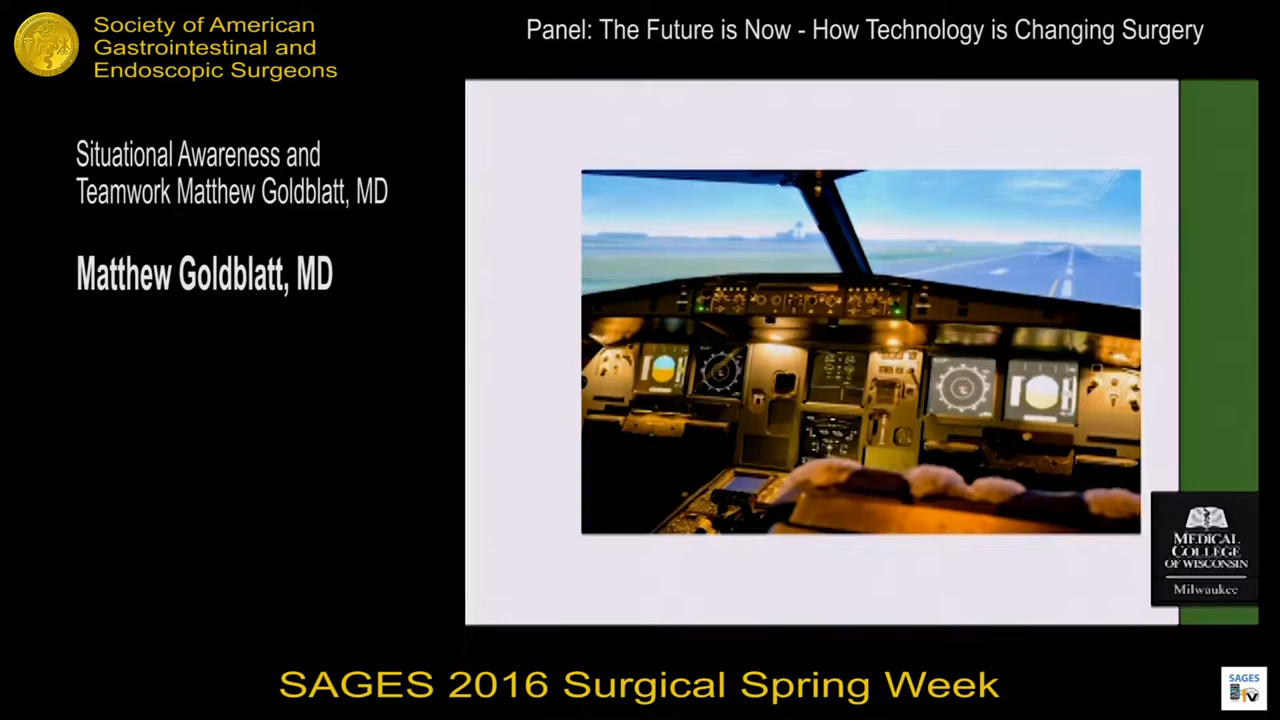 Society of American
Gastrointestinal and
Endoscopic Surgeons
Panel: The Future is Now - How Technology is Changing Surgery
Situational Awareness and
Teamwork Matthew Goldblatt, MD
Matthew Goldblatt, MD
MEDICAL
COLLEGE
OF WISCONSIN
Milwaukee
SAGES 2016 Surgical Spring Week
SAGES
TV